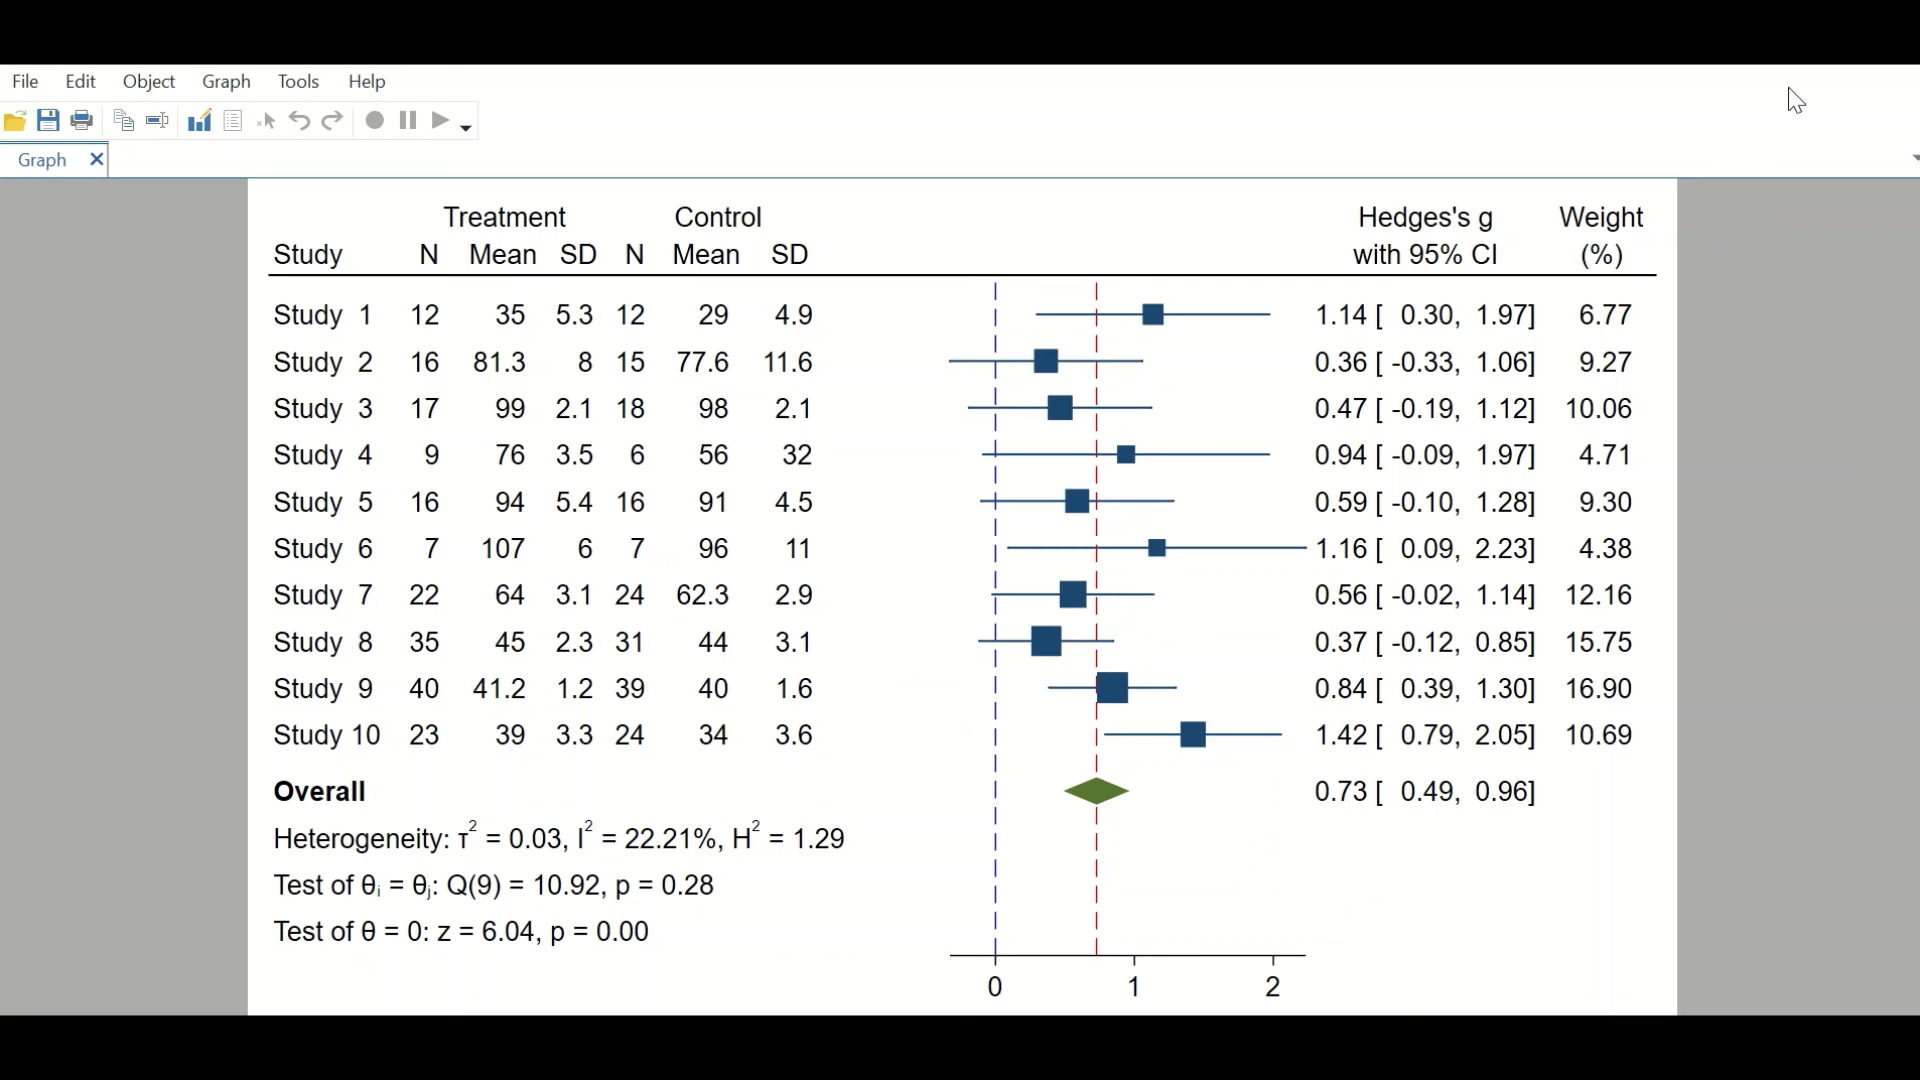 File Edit Object Graph Tools Help
Graph
Treatment Control Hedges's g Weight
Study N Mean SD N Mean SD with 95% CI (%)
Study 1 12 35 5.3 12 29 4.9 1.14 [ 0.30, 1.97] 6.77
Study 2 16 81.3 8 15 77.6 11.6 0.36 [ -0.33, 1.06] 9.27
Study 3 17 99 2.1 18 98 2.1 0.47 [ -0.19, 1.12] 10.06
Study 4 9 76 3.5 6 56 32 0.94 [ -0.09, 1.97] 4.71
Study 5 16 94 5.4 16 91 4.5 0.59 [ -0.10, 1.28] 9.30
Study 6 7 107 6 7 96 11 1.16 [ 0.09, 2.23] 4.38
Study 7 22 64 3.1 24 62.3 2.9 0.56 [ -0.02, 1.14] 12.16
Study 8 35 45 2.3 31 44 3.1 0.37 [ -0.12, 0.85] 15.75
Study 9 40 41.2 1.2 39 40 1.6 0.84 [ 0.39, 1.30] 16.90
Study 10 23 39 3.3 24 34 3.6 1.42 [ 0.79, 2.05] 10.69
Overall 0.73 [ 0.49, 0.96]
Heterogeneity: τ² = 0.03, I² = 22.21%, H² = 1.29
Test of θᵢ = θⱼ: Q(9) = 10.92, p = 0.28
Test of θ = 0: z = 6.04, p = 0.00
0 1 2